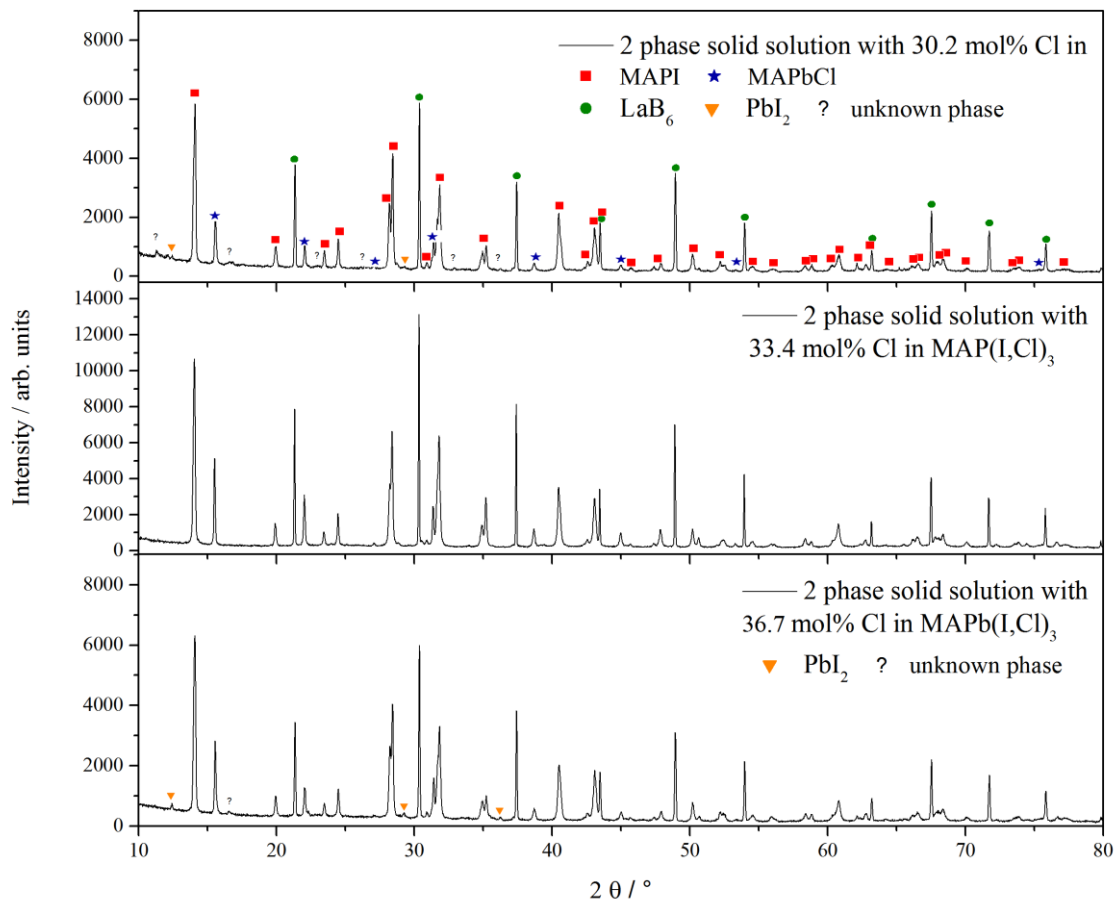 8000
6000
4000
2000
0
2 phase solid solution with 30.2 mol% Cl in
MAPI MAPbCl
LaB₆ PbI₂ ? unknown phase
? ? ? ? ? ?
14000
12000
10000
8000
6000
4000
2000
0
2 phase solid solution with
33.4 mol% Cl in MAP(I,Cl)₃
8000
6000
4000
2000
0
2 phase solid solution with
36.7 mol% Cl in MAPb(I,Cl)₃
PbI₂ ? unknown phase
?
10 20 30 40 50 60 70 80
2 θ / °
Intensity / arb. units